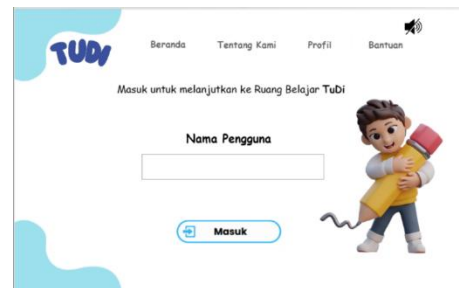 TUDI
Beranda Tentang Kami Profil Bantuan
Masuk untuk melanjutkan ke Ruang Belajar TuDi
Nama Pengguna
Masuk